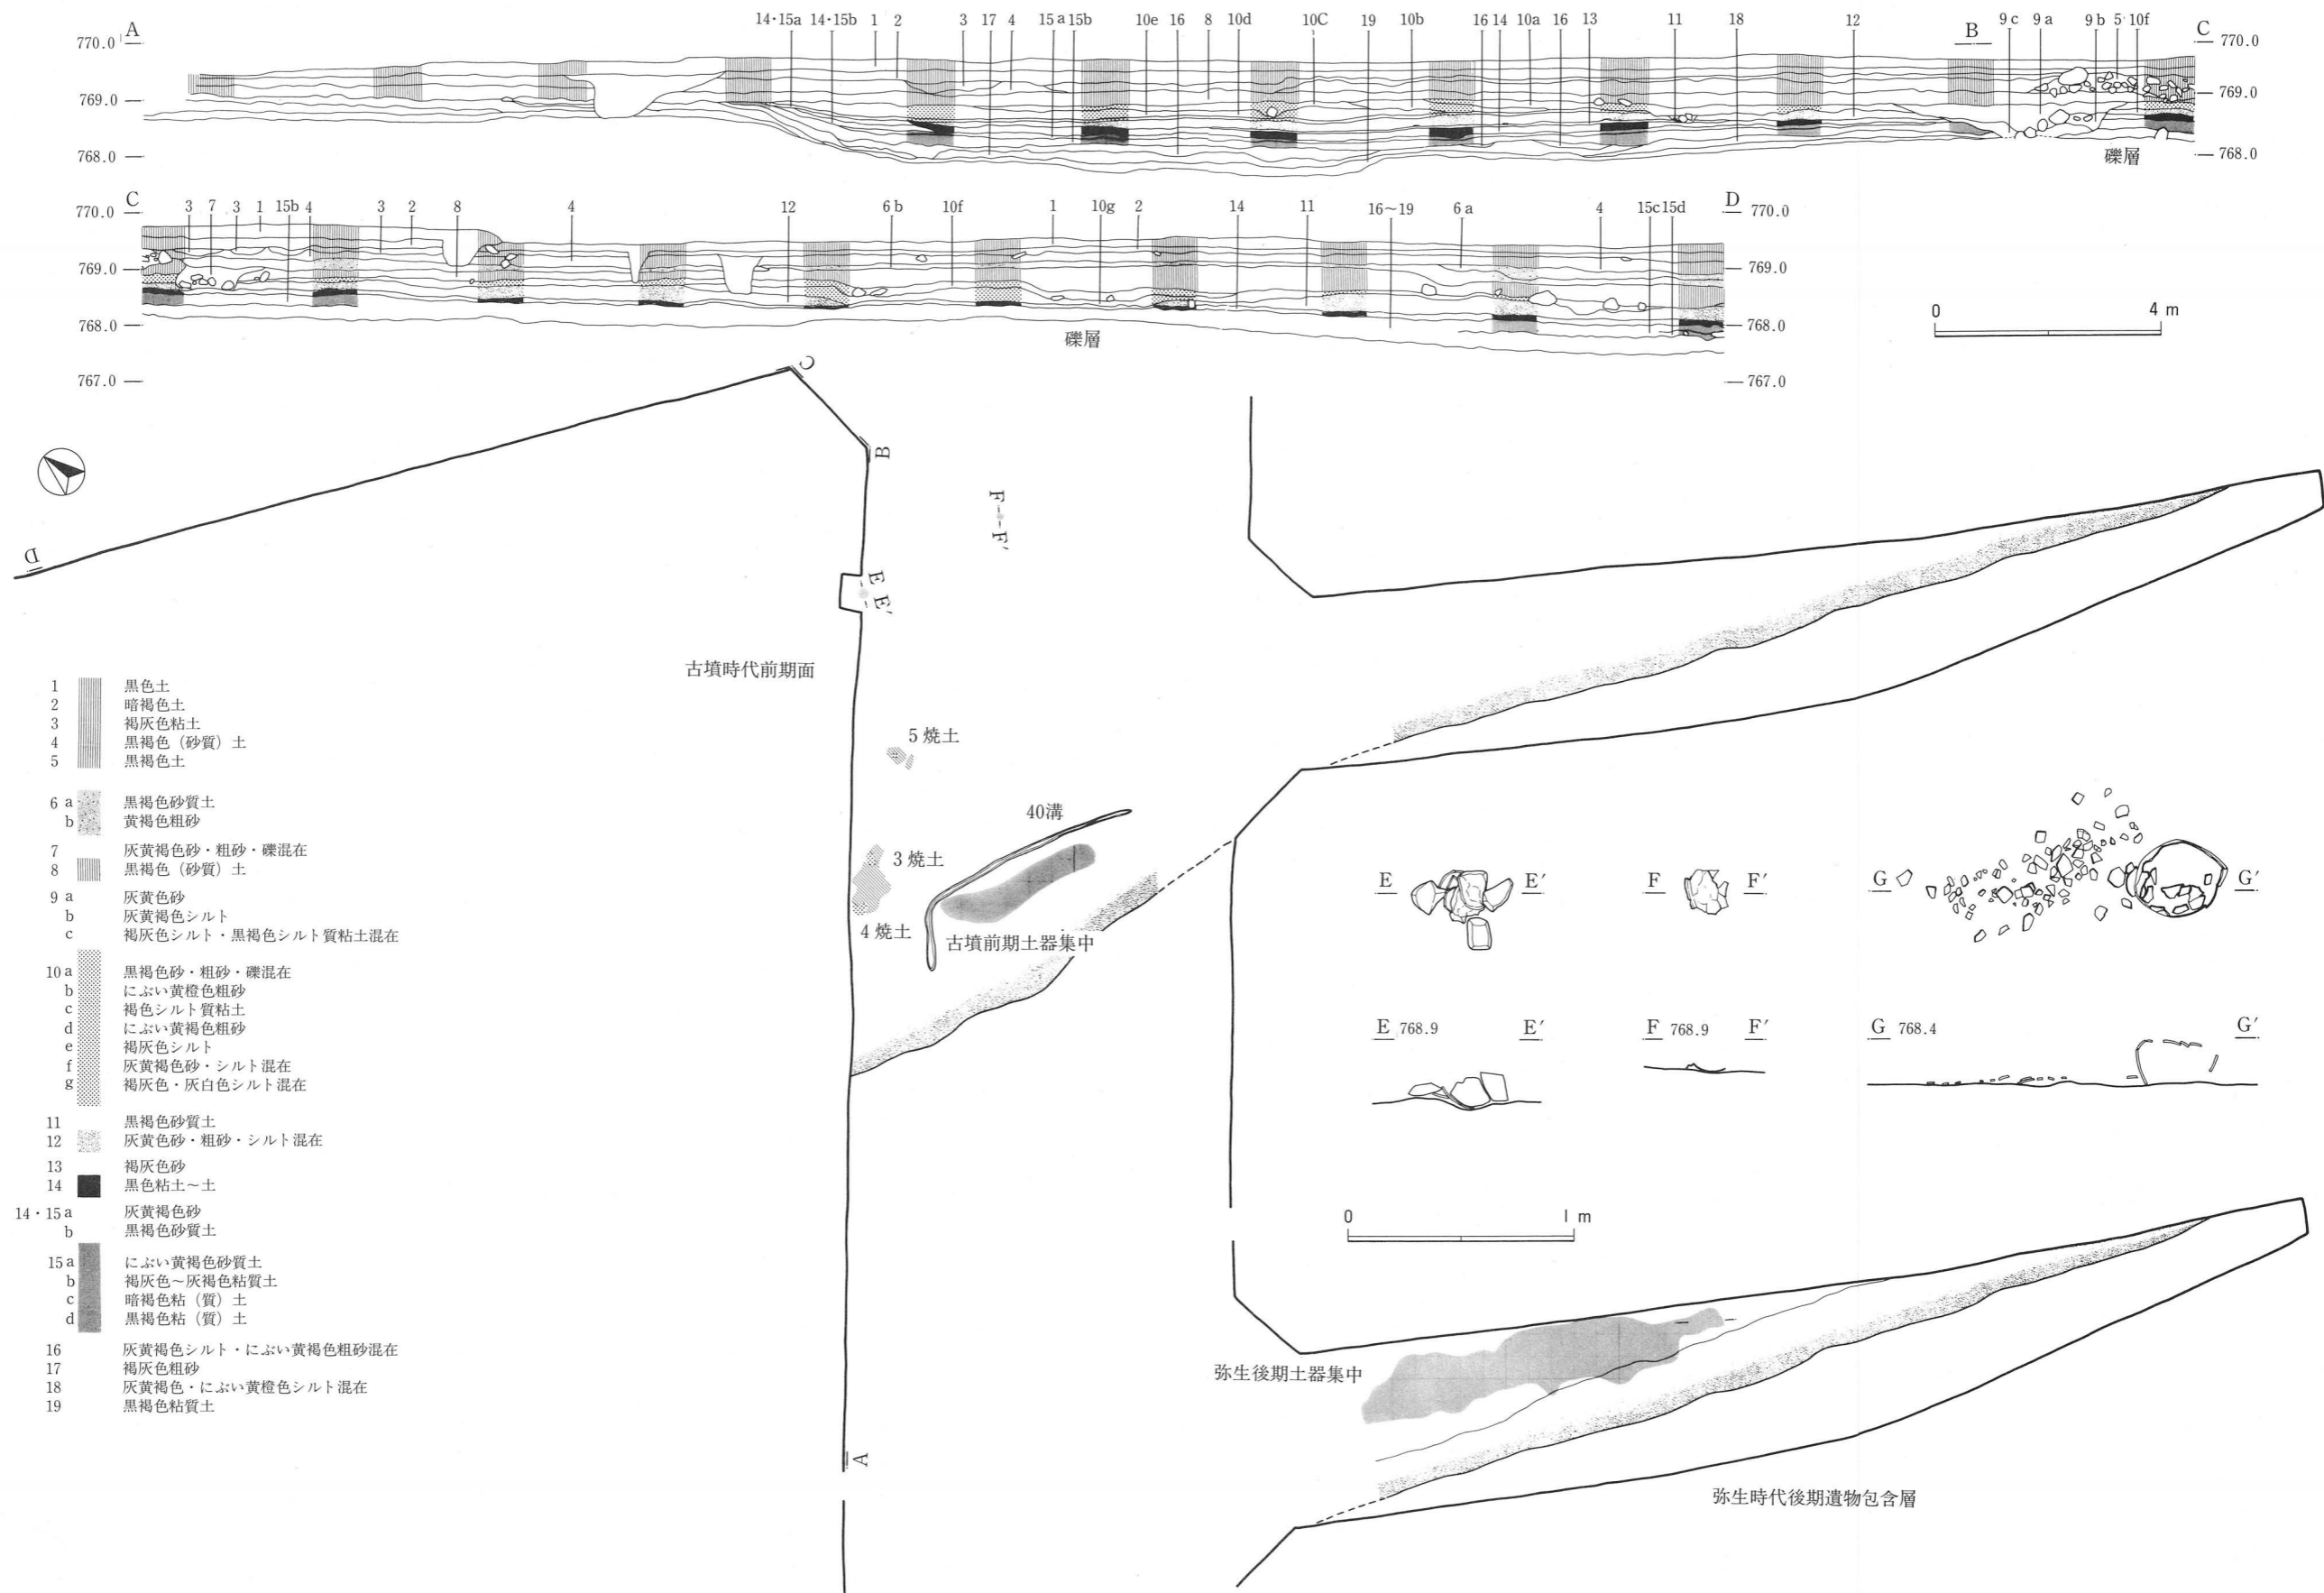 14・15a 14・15b 1 2 3 17 4 15a 15b 10e 16 8 10d 10C 19 10b 16 14 10a 16 13 11 18 12 9c 9a 9b 5 10f
A B C
770.0 770.0
769.0 769.0
768.0 768.0
礫層
C 3 7 3 1 15b 4 3 2 8 4 12 6b 10f 1 10g 2 14 11 16~19 6a 4 15c 15d D
770.0 770.0
769.0 769.0
768.0 768.0
767.0 767.0
礫層
0 4 m
C
B
D
F F′
E E′
古墳時代前期面
1 黒色土
2 暗褐色土
3 褐灰色粘土
4 黒褐色（砂質）土
5 黒褐色土
6 a 黒褐色砂質土
b 黄褐色粗砂
7 灰黄褐色砂・粗砂・礫混在
8 黒褐色（砂質）土
9 a 灰黄色砂
b 灰黄褐色シルト
c 褐灰色シルト・黒褐色シルト質粘土混在
10 a 黒褐色砂・粗砂・礫混在
b にぶい黄橙色粗砂
c 褐色シルト質粘土
d にぶい黄褐色粗砂
e 褐灰色シルト
f 灰黄褐色砂・シルト混在
g 褐灰色・灰白色シルト混在
11 黒褐色砂質土
12 灰黄色砂・粗砂・シルト混在
13 褐灰色砂
14 黒色粘土～土
14・15 a 灰黄褐色砂
b 黒褐色砂質土
15 a にぶい黄褐色砂質土
b 褐灰色～灰褐色粘質土
c 暗褐色粘（質）土
d 黒褐色粘（質）土
16 灰黄褐色シルト・にぶい黄褐色粗砂混在
17 褐灰色粗砂
18 灰黄褐色・にぶい黄橙色シルト混在
19 黒褐色粘質土
5 焼土
40溝
3 焼土
4 焼土
古墳前期土器集中
E E′ F F′ G G′
E 768.9 E′ F 768.9 F′ G 768.4 G′
0 1 m
弥生後期土器集中
A
弥生時代後期遺物包含層